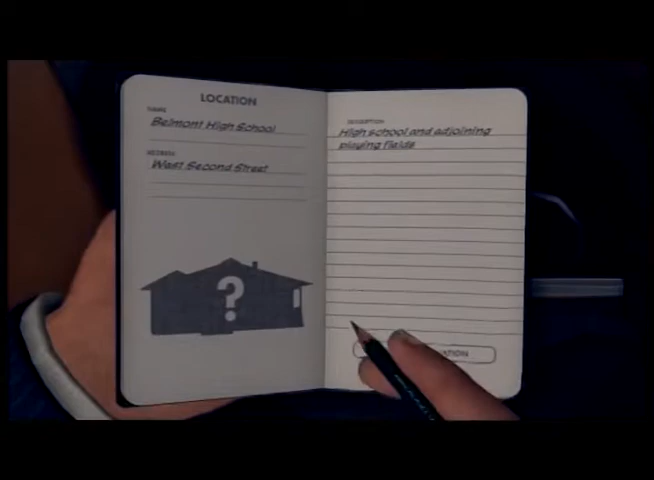 LOCATION
NAME
Belmont High School
ADDRESS
West Second Street
DESCRIPTION
High school and adjoining
playing fields
?